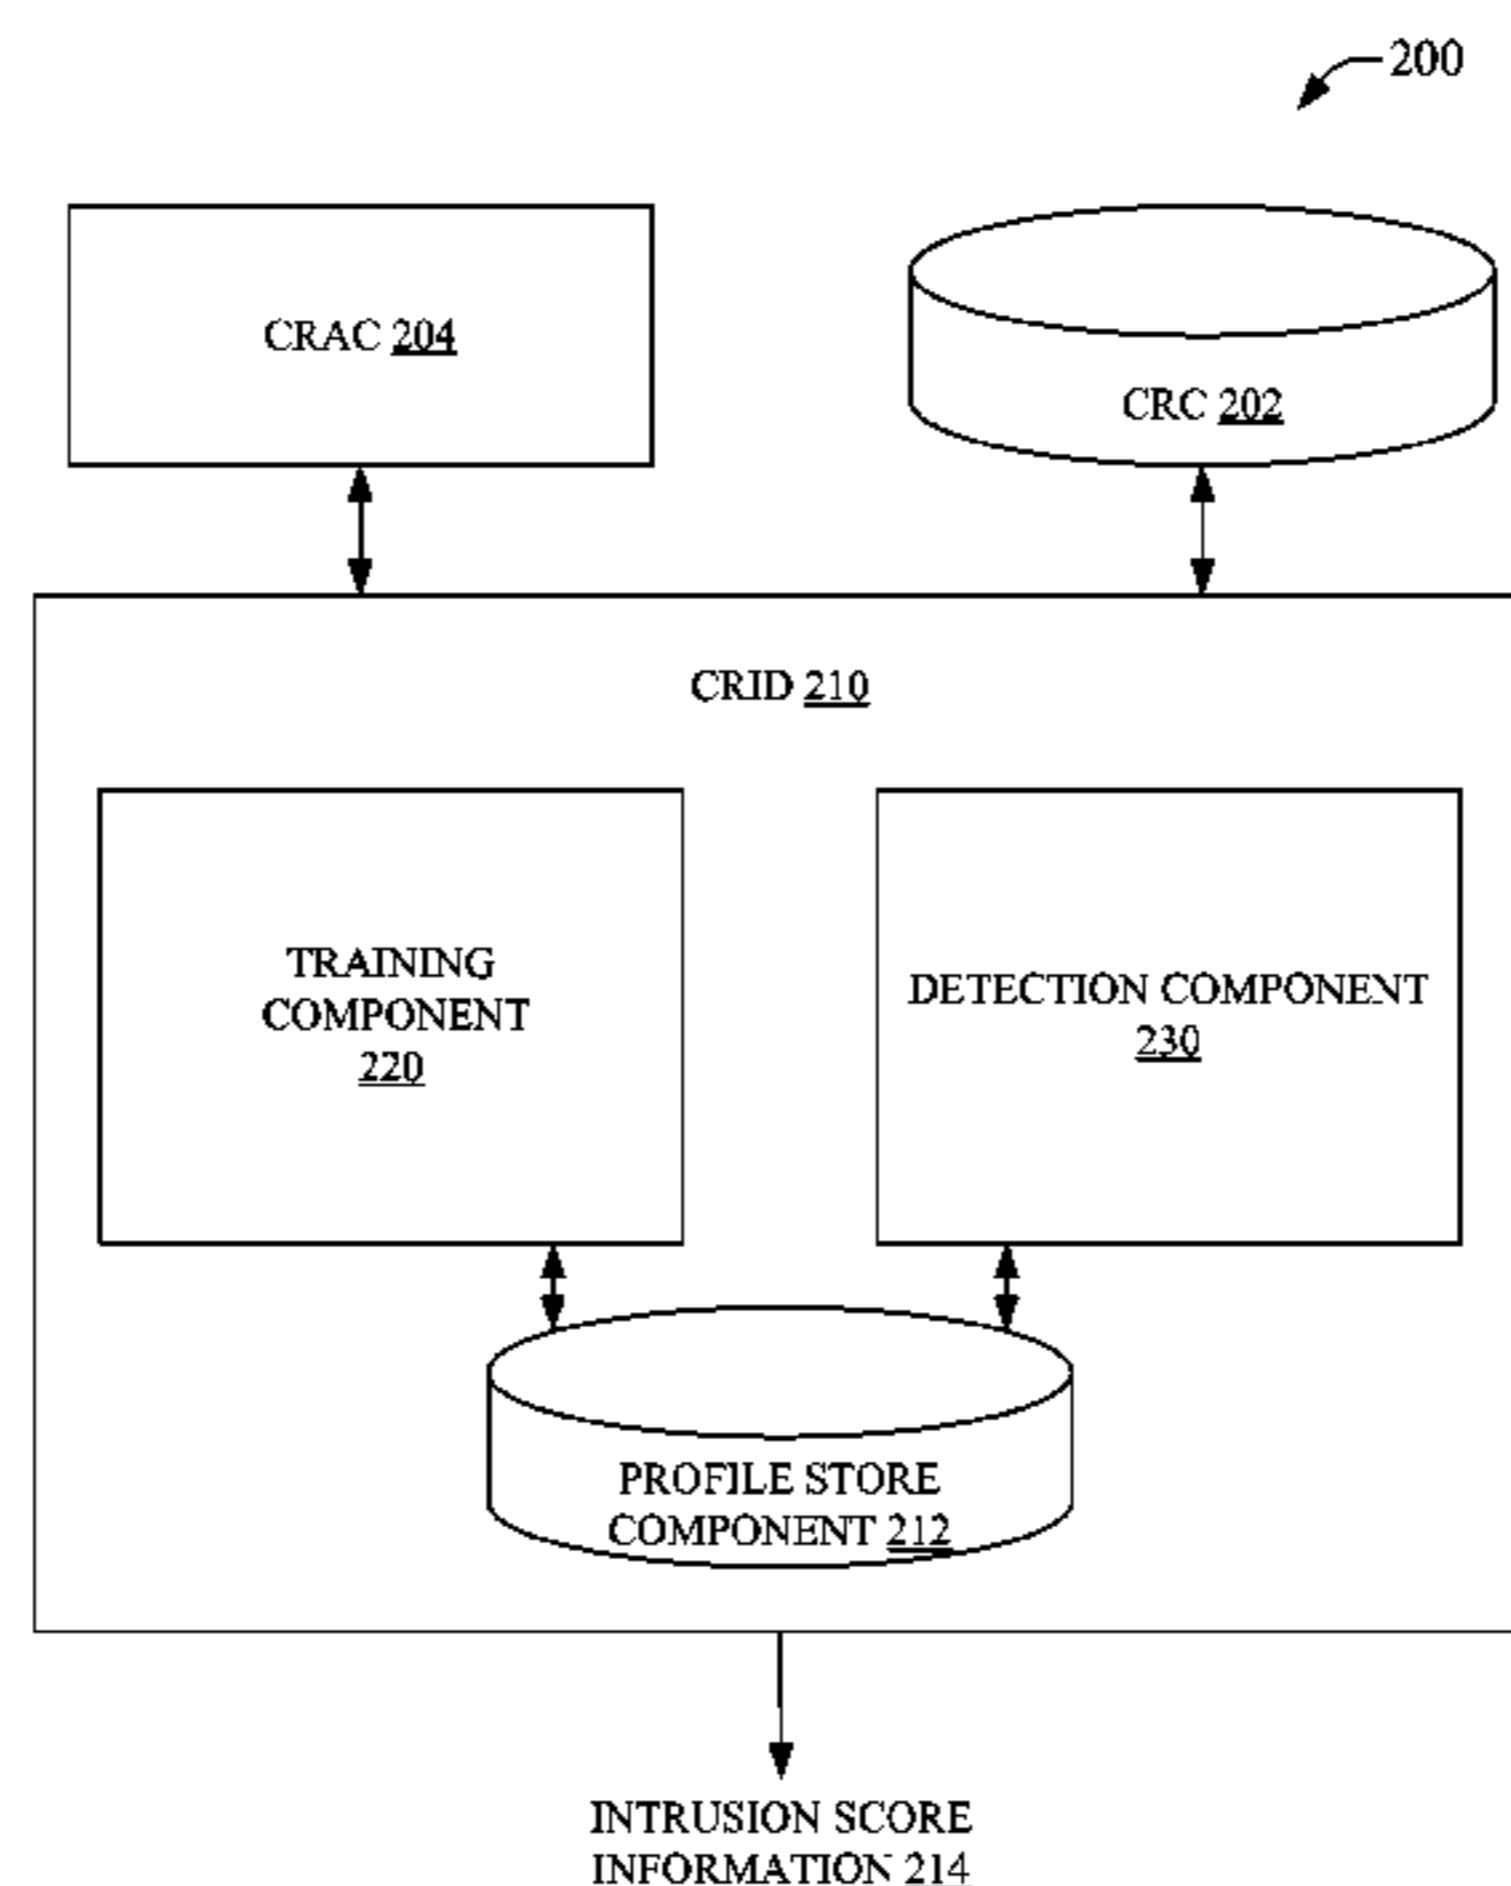 200
CRAC 204
CRC 202
CRID 210
TRAINING
COMPONENT
220
DETECTION COMPONENT
230
PROFILE STORE
COMPONENT 212
INTRUSION SCORE
INFORMATION 214